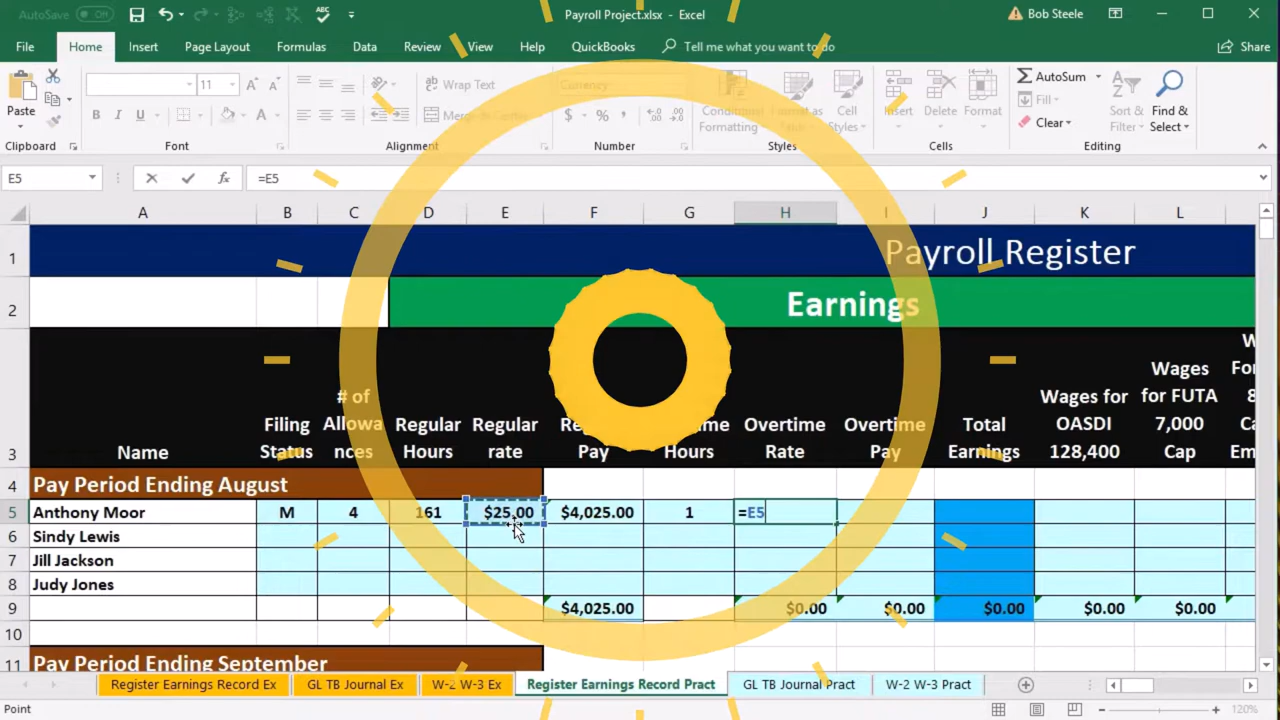 AutoSave Off Payroll Project.xlsx - Excel Bob Steele
File Home Insert Page Layout Formulas Data Review View Help QuickBooks Tell me what you want to do Share
Paste 11 Wrap Text Currency AutoSum
B I U Merge & Center $ % Conditional Formatting Format as Cell Styles Insert Delete Format Fill Clear Sort & Filter Find & Select
Clipboard Font Alignment Number Styles Cells Editing
E5 fx =E5
A B C D E F G H I J K L
1 Payroll Register
2 Earnings
3 Name Filing Status # of Allowances Regular Hours Regular rate Pay Hours Overtime Rate Overtime Pay Total Earnings Wages for OASDI 128,400 Wages for FUTA 7,000 Cap
4 Pay Period Ending August
5 Anthony Moor M 4 161 $25.00 $4,025.00 1 =E5
6 Sindy Lewis
7 Jill Jackson
8 Judy Jones
9 $4,025.00 $0.00 $0.00 $0.00 $0.00 $0.00
10
11 Pay Period Ending September
Register Earnings Record Ex GL TB Journal Ex W-2 W-3 Ex Register Earnings Record Pract GL TB Journal Pract W-2 W-3 Pract
Point 120%